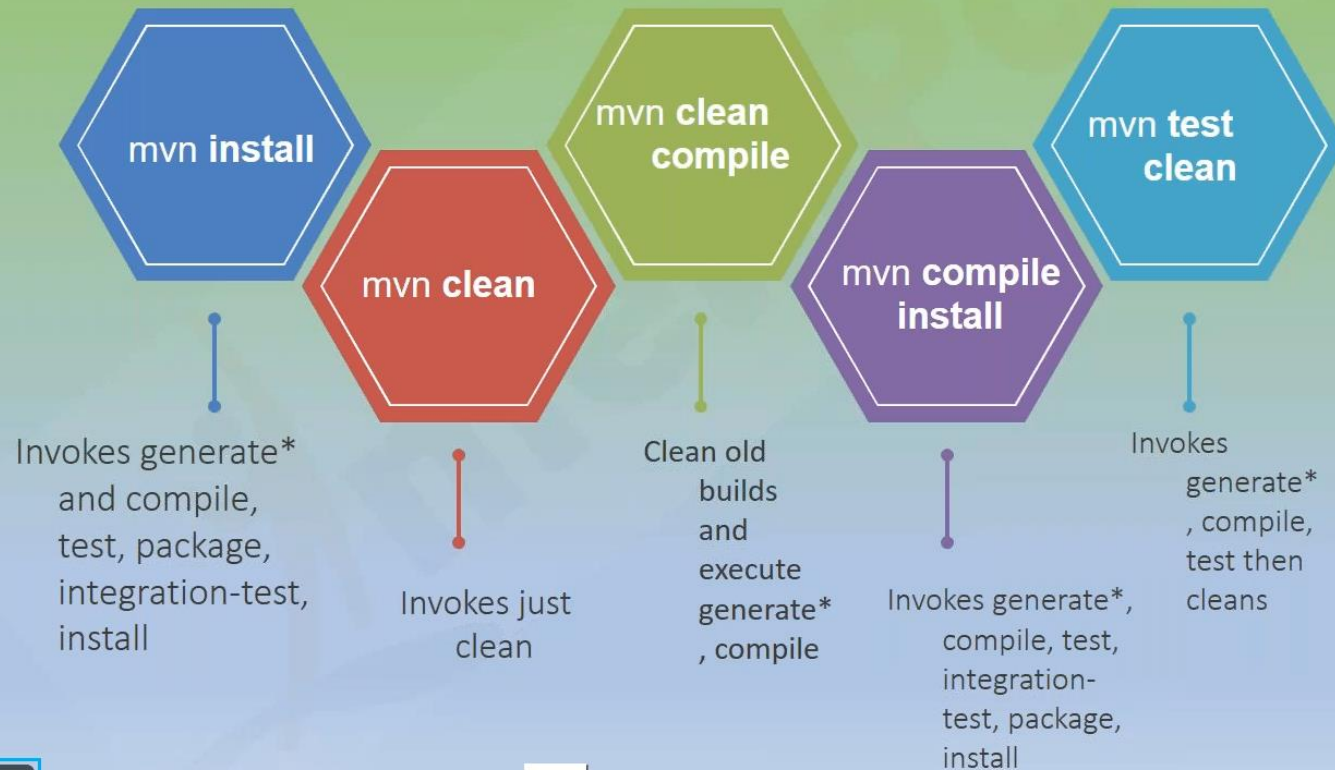 mvn install
mvn clean
mvn clean
compile
mvn compile
install
mvn test
clean
Invokes generate*
and compile,
test, package,
integration-test,
install
Invokes just
clean
Clean old
builds
and
execute
generate*
, compile
Invokes generate*,
compile, test,
integration-
test, package,
install
Invokes
generate*
, compile,
test then
cleans